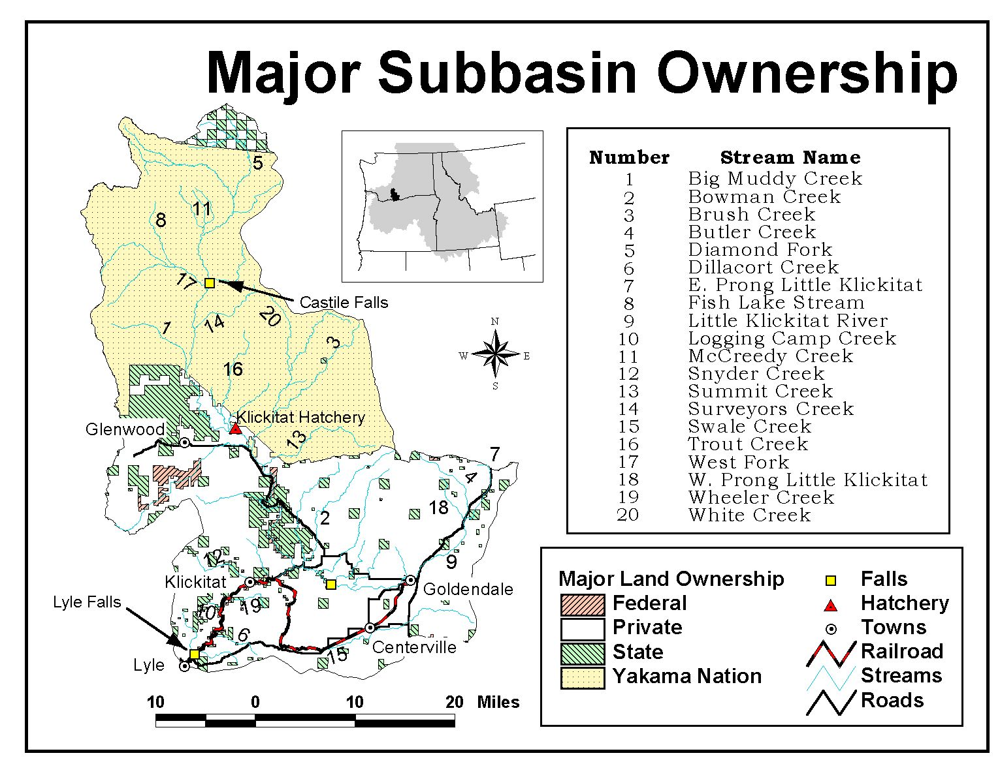 Major Subbasin Ownership
5
11
8
17
Castile Falls
1
14
20
3
16
Klickitat Hatchery
Glenwood
13
7
4
18
2
12
9
Klickitat
Goldendale
Lyle Falls
10
19
6
Centerville
15
Lyle
N
W E
S
10 0 10 20 Miles
Number Stream Name
1 Big Muddy Creek
2 Bowman Creek
3 Brush Creek
4 Butler Creek
5 Diamond Fork
6 Dillacort Creek
7 E. Prong Little Klickitat
8 Fish Lake Stream
9 Little Klickitat River
10 Logging Camp Creek
11 McCreedy Creek
12 Snyder Creek
13 Summit Creek
14 Surveyors Creek
15 Swale Creek
16 Trout Creek
17 West Fork
18 W. Prong Little Klickitat
19 Wheeler Creek
20 White Creek
Major Land Ownership
Federal
Private
State
Yakama Nation
Falls
Hatchery
Towns
Railroad
Streams
Roads